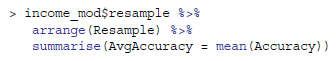 > income_mod$resample %>%
arrange(Resample) %>%
summarise(AvgAccuracy = mean(Accuracy))